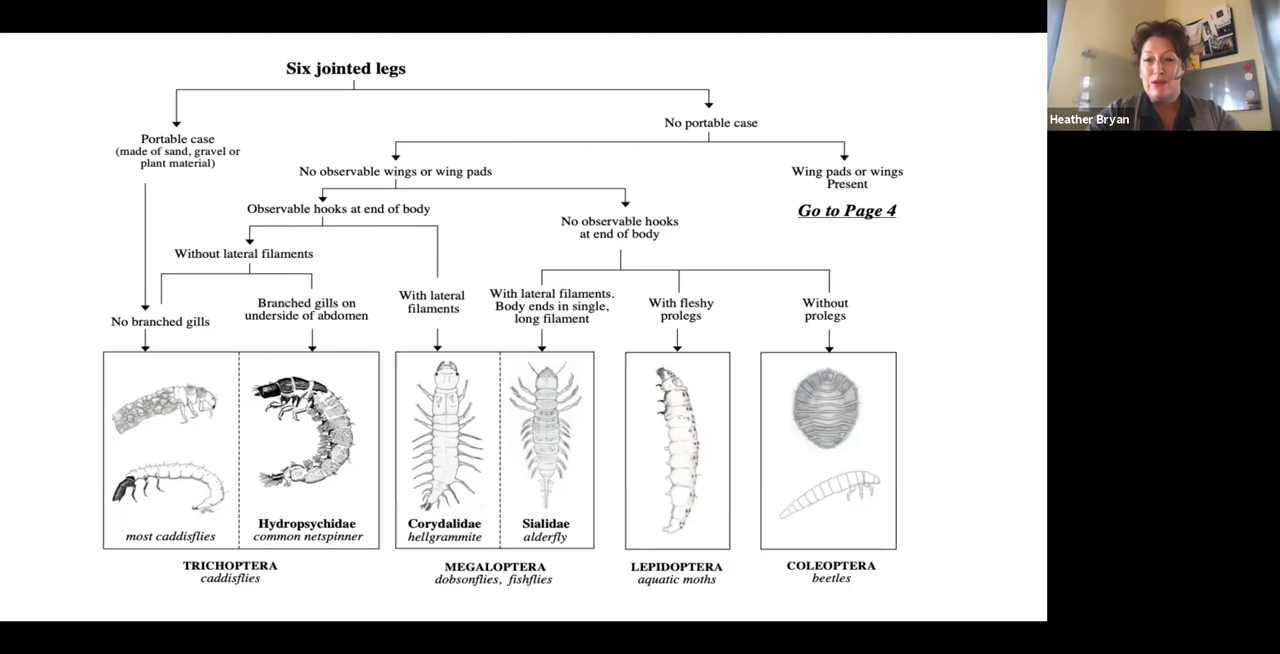 Six jointed legs
Heather Bryan
No portable case
Portable case
(made of sand, gravel or
plant material)
No observable wings or wing pads
Wing pads or wings
Present
Go to Page 4
Observable hooks at end of body
No observable hooks
at end of body
Without lateral filaments
With lateral
filaments
With lateral filaments.
Body ends in single,
long filament
With fleshy
prolegs
Without
prolegs
Branched gills on
underside of abdomen
No branched gills
most caddisflies
Hydropsychidae
common netspinner
Corydalidae
hellgrammite
Sialidae
alderfly
TRICHOPTERA
caddisflies
MEGALOPTERA
dobsonflies, fishflies
LEPIDOPTERA
aquatic moths
COLEOPTERA
beetles